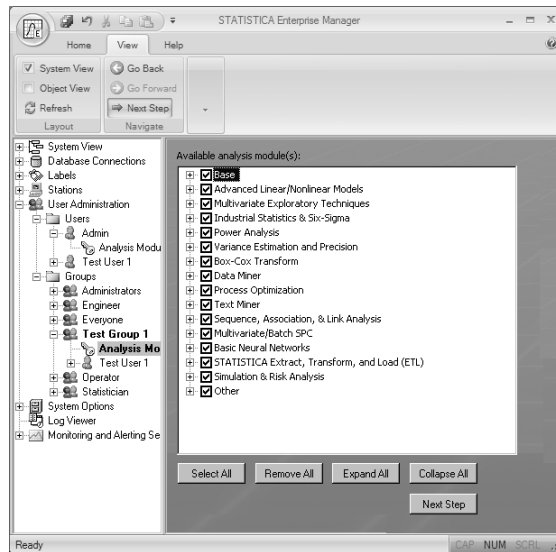 STATISTICA Enterprise Manager
Home View Help
System View
Object View
Refresh
Layout
Go Back
Go Forward
Next Step
Navigate
System View
Database Connections
Labels
Stations
User Administration
Users
Admin
Analysis Modu
Test User 1
Groups
Administrators
Engineer
Everyone
Test Group 1
Analysis Mo
Test User 1
Operator
Statistician
System Options
Log Viewer
Monitoring and Alerting Se
Available analysis module(s):
Base
Advanced Linear/Nonlinear Models
Multivariate Exploratory Techniques
Industrial Statistics & Six-Sigma
Power Analysis
Variance Estimation and Precision
Box-Cox Transform
Data Miner
Process Optimization
Text Miner
Sequence, Association, & Link Analysis
Multivariate/Batch SPC
Basic Neural Networks
STATISTICA Extract, Transform, and Load (ETL)
Simulation & Risk Analysis
Other
Select All Remove All Expand All Collapse All
Next Step
Ready CAP NUM SCRL